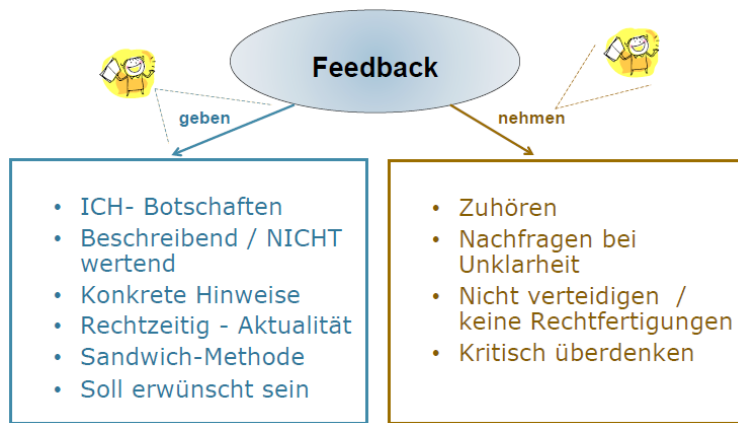 Feedback
geben
nehmen
• ICH- Botschaften
• Beschreibend / NICHT
wertend
• Konkrete Hinweise
• Rechtzeitig - Aktualität
• Sandwich-Methode
• Soll erwünscht sein
• Zuhören
• Nachfragen bei
Unklarheit
• Nicht verteidigen /
keine Rechtfertigungen
• Kritisch überdenken